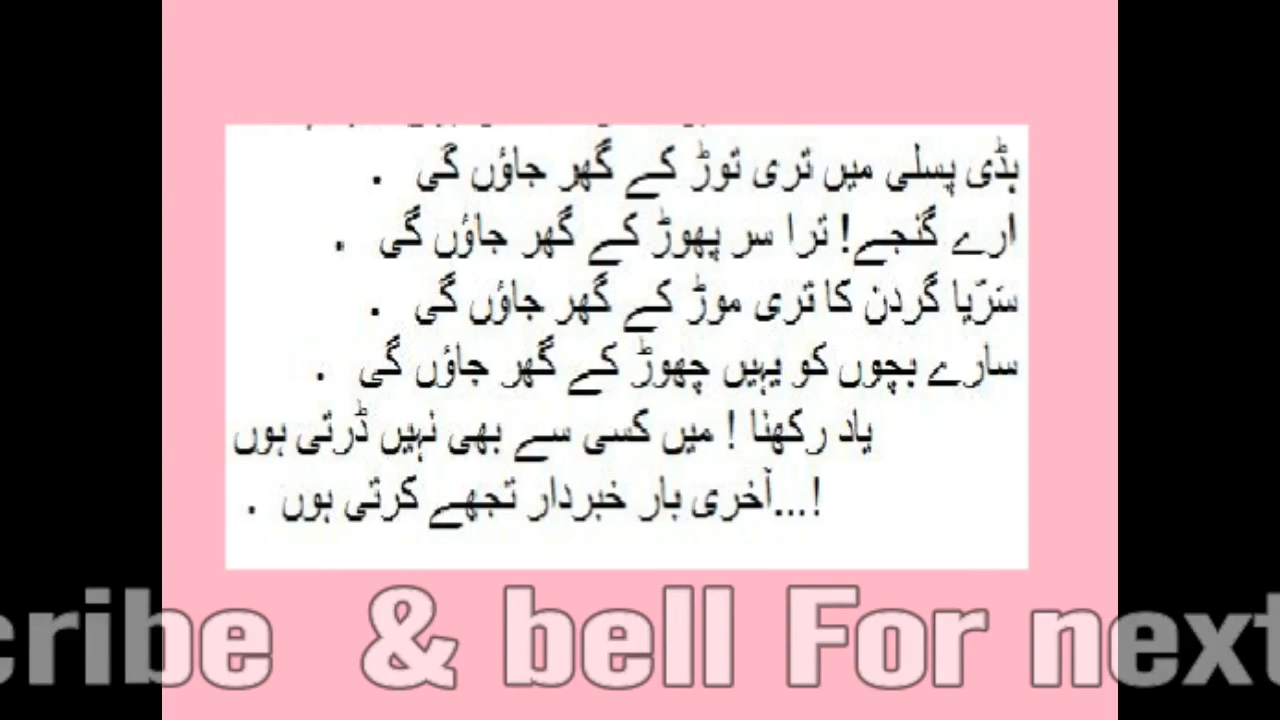 ہڈی پسلی میں تری توڑ کے گھر جاؤں گی .
ارے گنجے! ترا سر پھوڑ کے گھر جاؤں گی .
سَرّیا گردن کا تری موڑ کے گھر جاؤں گی .
سارے بچوں کو یہیں چھوڑ کے گھر جاؤں گی .
یاد رکھنا ! میں کسی سے بھی نہیں ڈرتی ہوں
!...آخری بار خبردار تجھے کرتی ہوں .
cribe & bell For next